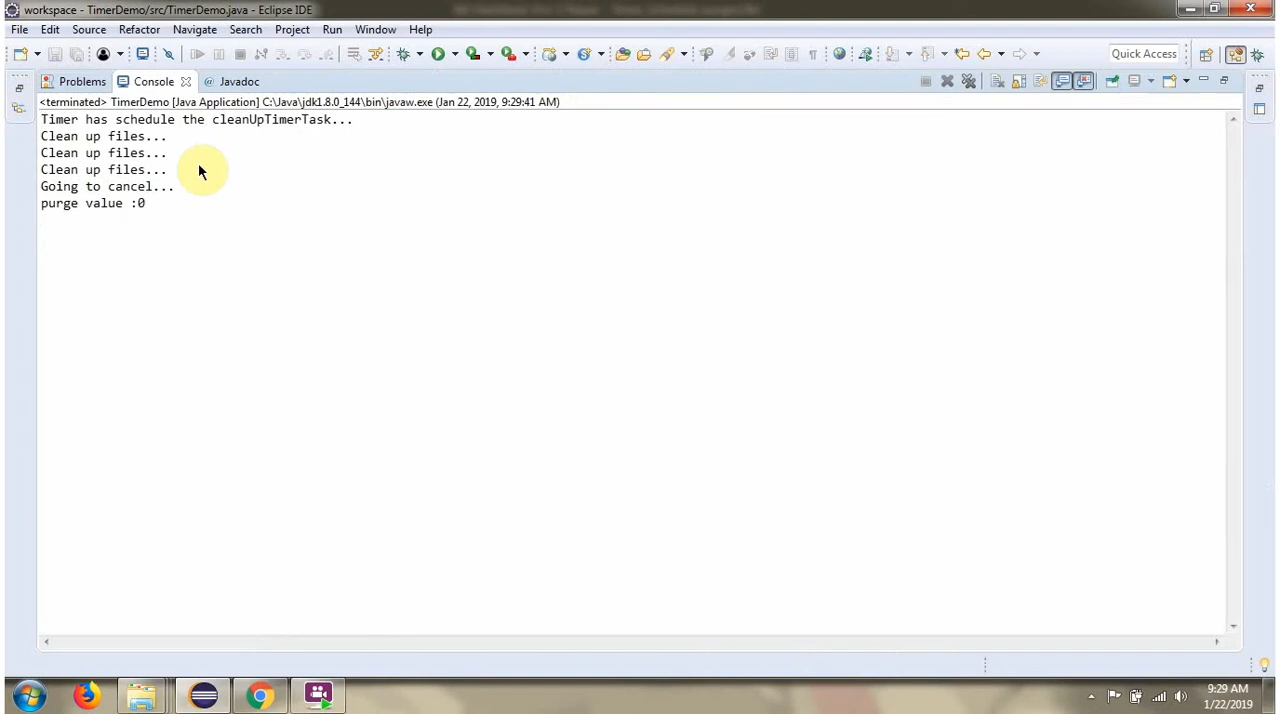 workspace - TimerDemo/src/TimerDemo.java - Eclipse IDE
File Edit Source Refactor Navigate Search Project Run Window Help
Quick Access
Problems Console @ Javadoc
<terminated> TimerDemo [Java Application] C:\Java\jdk1.8.0_144\bin\javaw.exe (Jan 22, 2019, 9:29:41 AM)
Timer has schedule the cleanUpTimerTask...
Clean up files...
Clean up files...
Clean up files...
Going to cancel...
purge value :0
9:29 AM
1/22/2019